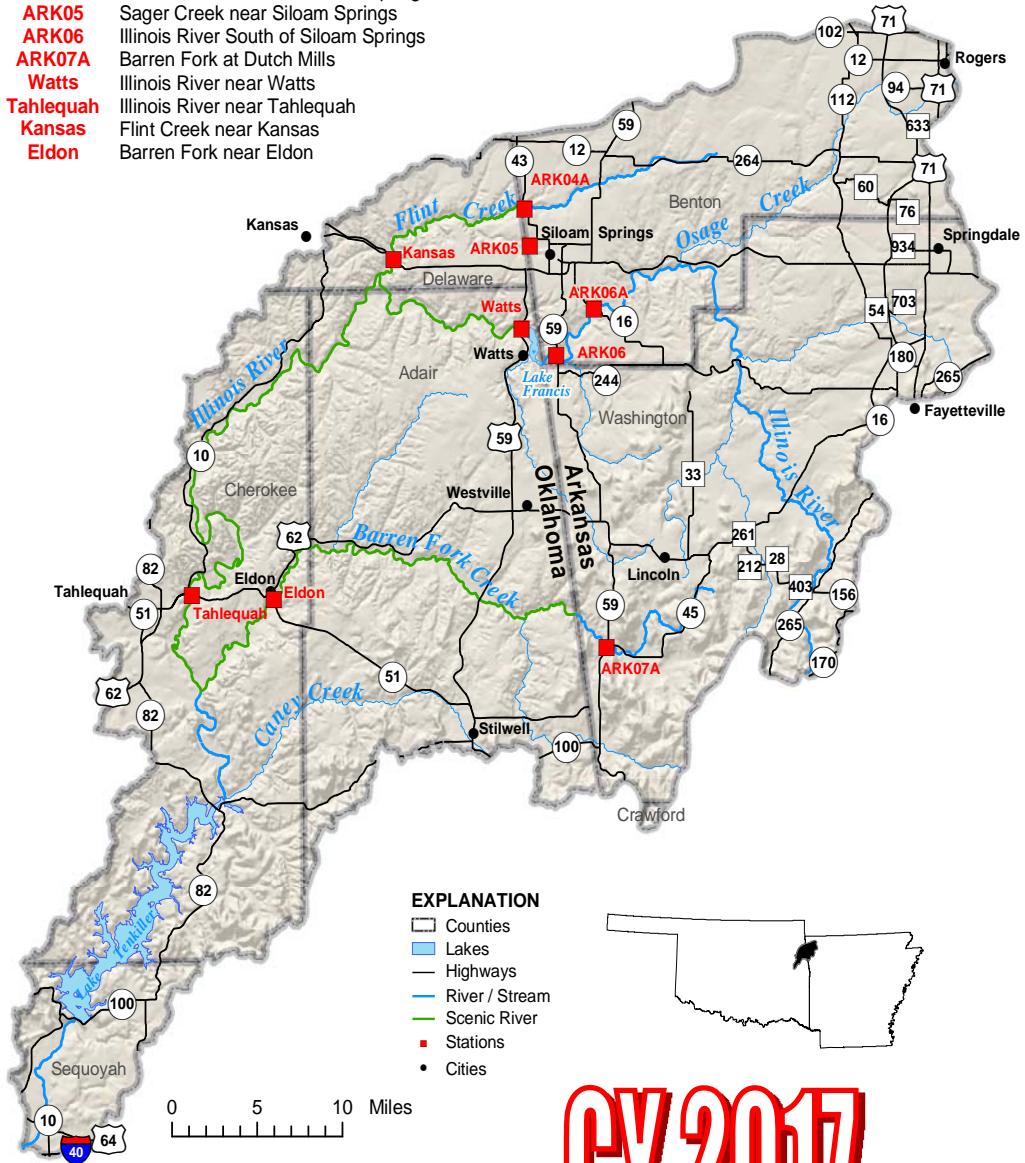 ARK05 Sager Creek near Siloam Springs
ARK06 Illinois River South of Siloam Springs
ARK07A Barren Fork at Dutch Mills
Watts Illinois River near Watts
Tahlequah Illinois River near Tahlequah
Kansas Flint Creek near Kansas
Eldon Barren Fork near Eldon
71
102
12
Rogers
112
94
71
633
59
43
12
264
71
ARK04A
60
Benton
Flint Creek
Osage Creek
76
Kansas
Siloam Springs
Springdale
934
ARK05
Kansas
Delaware
ARK06A
Watts
703
54
16
59
Watts
ARK06
180
Adair
Lake
Francis
244
265
Illinois River
Fayetteville
Washington
16
Illinois River
59
10
33
Arkansas
Oklahoma
Cherokee
Westville
62
Barren Fork Creek
261
Lincoln
28
212
82
Eldon
403
Tahlequah
Eldon
156
51
Tahlequah
59
45
265
ARK07A
170
51
62
Caney Creek
82
Stilwell
100
Crawford
82
Lake Tenkiller
100
Sequoyah
10
40
64
0 5 10 Miles
EXPLANATION
Counties
Lakes
Highways
River / Stream
Scenic River
Stations
Cities
CY 2017